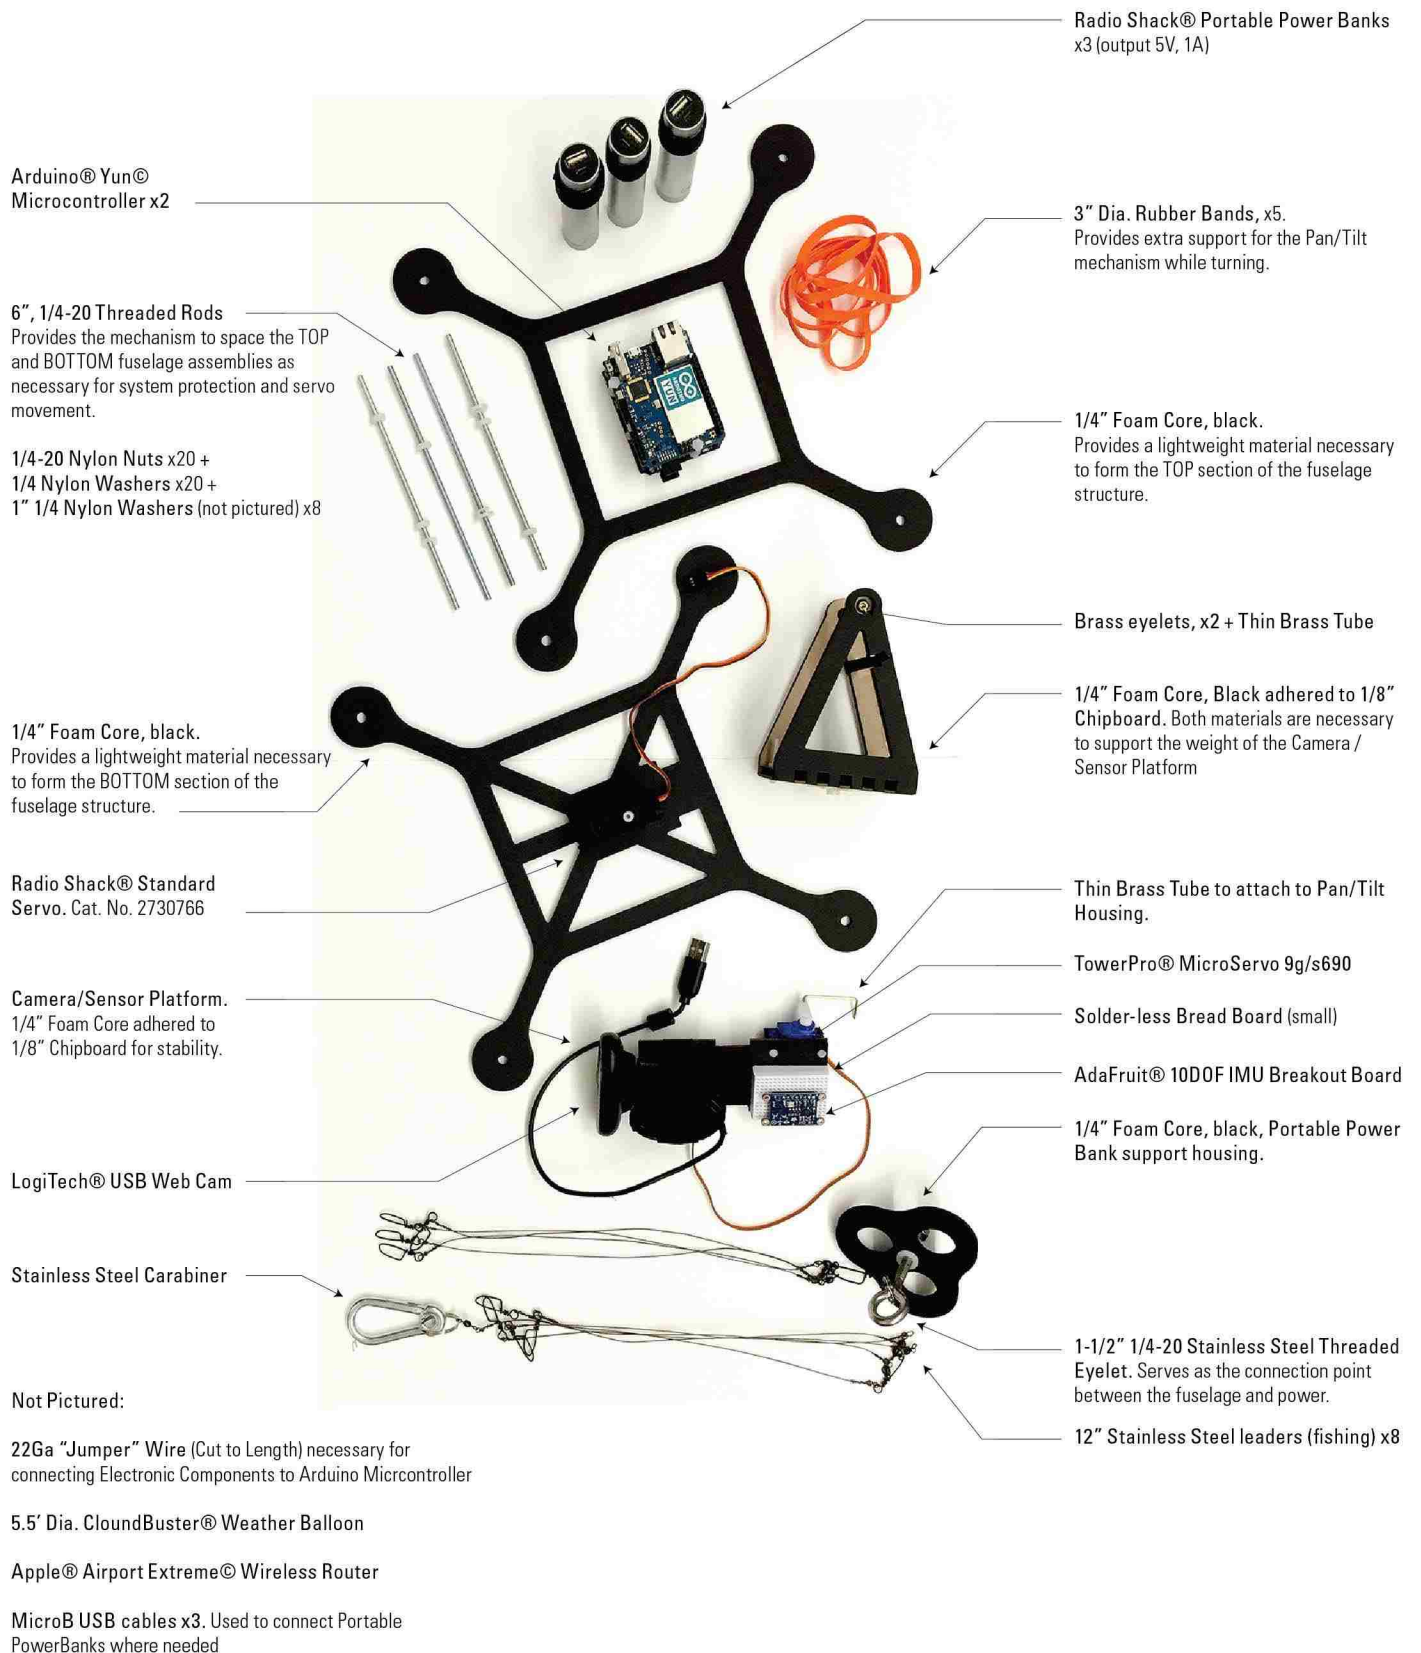 Radio Shack® Portable Power Banks
x3 (output 5V, 1A)
Arduino® Yun©
Microcontroller x2
3” Dia. Rubber Bands, x5.
Provides extra support for the Pan/Tilt
mechanism while turning.
6”, 1/4-20 Threaded Rods
Provides the mechanism to space the TOP
and BOTTOM fuselage assemblies as
necessary for system protection and servo
movement.
1/4-20 Nylon Nuts x20 +
1/4 Nylon Washers x20 +
1” 1/4 Nylon Washers (not pictured) x8
YUN
1/4” Foam Core, black.
Provides a lightweight material necessary
to form the TOP section of the fuselage
structure.
Brass eyelets, x2 + Thin Brass Tube
1/4” Foam Core, Black adhered to 1/8”
Chipboard. Both materials are necessary
to support the weight of the Camera /
Sensor Platform
1/4” Foam Core, black.
Provides a lightweight material necessary
to form the BOTTOM section of the
fuselage structure.
Radio Shack® Standard
Servo. Cat. No. 2730766
Thin Brass Tube to attach to Pan/Tilt
Housing.
TowerPro® MicroServo 9g/s690
Camera/Sensor Platform.
1/4” Foam Core adhered to
1/8” Chipboard for stability.
Solder-less Bread Board (small)
AdaFruit® 10DOF IMU Breakout Board
1/4” Foam Core, black, Portable Power
Bank support housing.
LogiTech® USB Web Cam
Stainless Steel Carabiner
1-1/2” 1/4-20 Stainless Steel Threaded
Eyelet. Serves as the connection point
between the fuselage and power.
12” Stainless Steel leaders (fishing) x8
Not Pictured:
22Ga “Jumper” Wire (Cut to Length) necessary for
connecting Electronic Components to Arduino Micrcontroller
5.5’ Dia. CloundBuster® Weather Balloon
Apple® Airport Extreme© Wireless Router
MicroB USB cables x3. Used to connect Portable
PowerBanks where needed